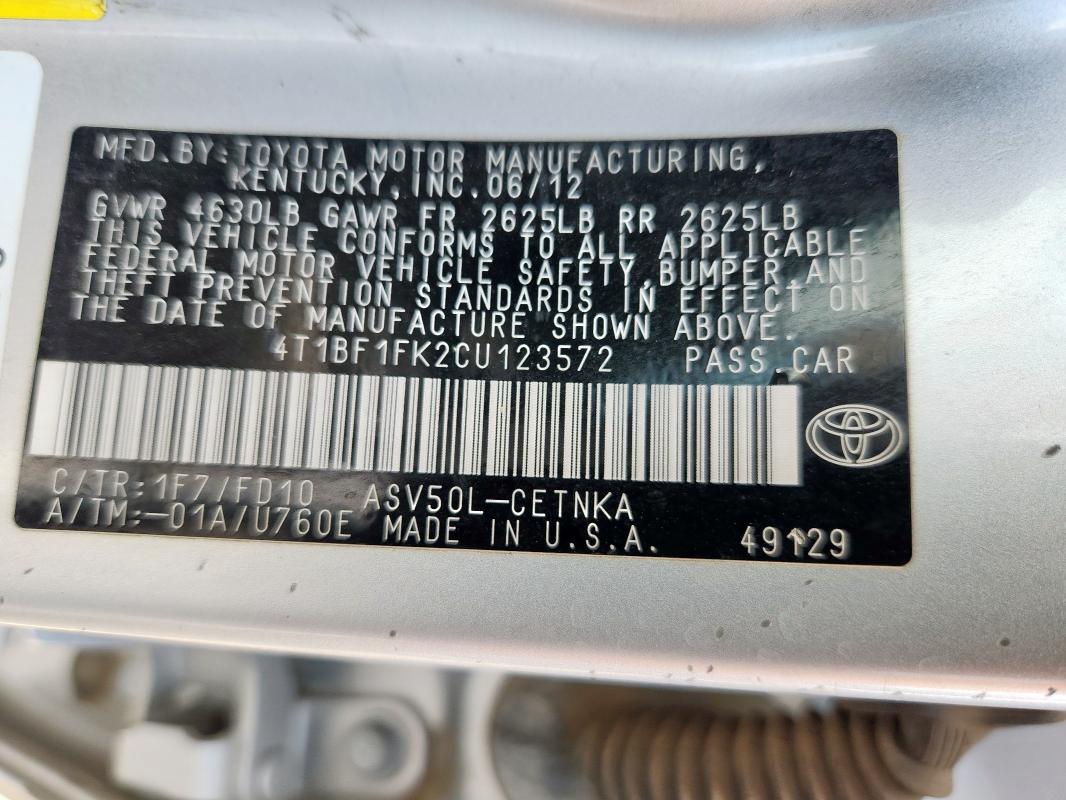 MFD.BY:TOYOTA MOTOR MANUFACTURING,
KENTUCKY,INC.06/12
GVWR 4630LB GAWR FR 2625LB RR 2625LB
THIS VEHICLE CONFORMS TO ALL APPLICABLE
FEDERAL MOTOR VEHICLE SAFETY,BUMPER,AND
THEFT PREVENTION STANDARDS IN EFFECT ON
THE DATE OF MANUFACTURE SHOWN ABOVE.
4T1BF1FK2CU123572 PASS.CAR
C/TR:1F7/FD10 ASV50L-CETNKA
A/TM:-01A/U760E MADE IN U.S.A. 49129